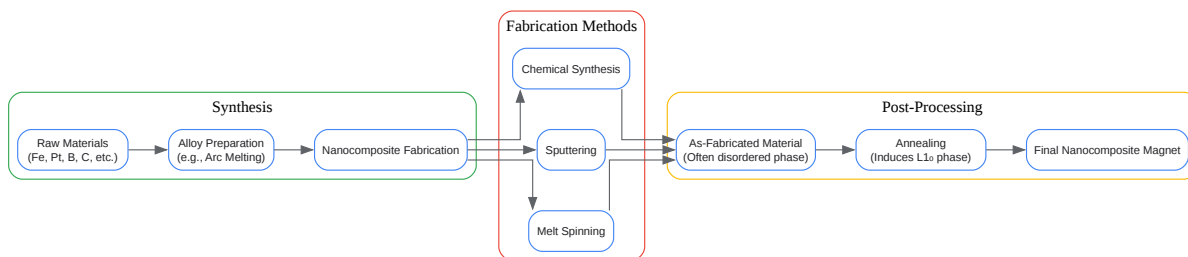 Fabrication Methods
Chemical Synthesis
Synthesis
Post-Processing
Raw Materials
(Fe, Pt, B, C, etc.)
Alloy Preparation
(e.g., Arc Melting)
Nanocomposite Fabrication
Sputtering
As-Fabricated Material
(Often disordered phase)
Annealing
(Induces L1₀ phase)
Final Nanocomposite Magnet
Melt Spinning